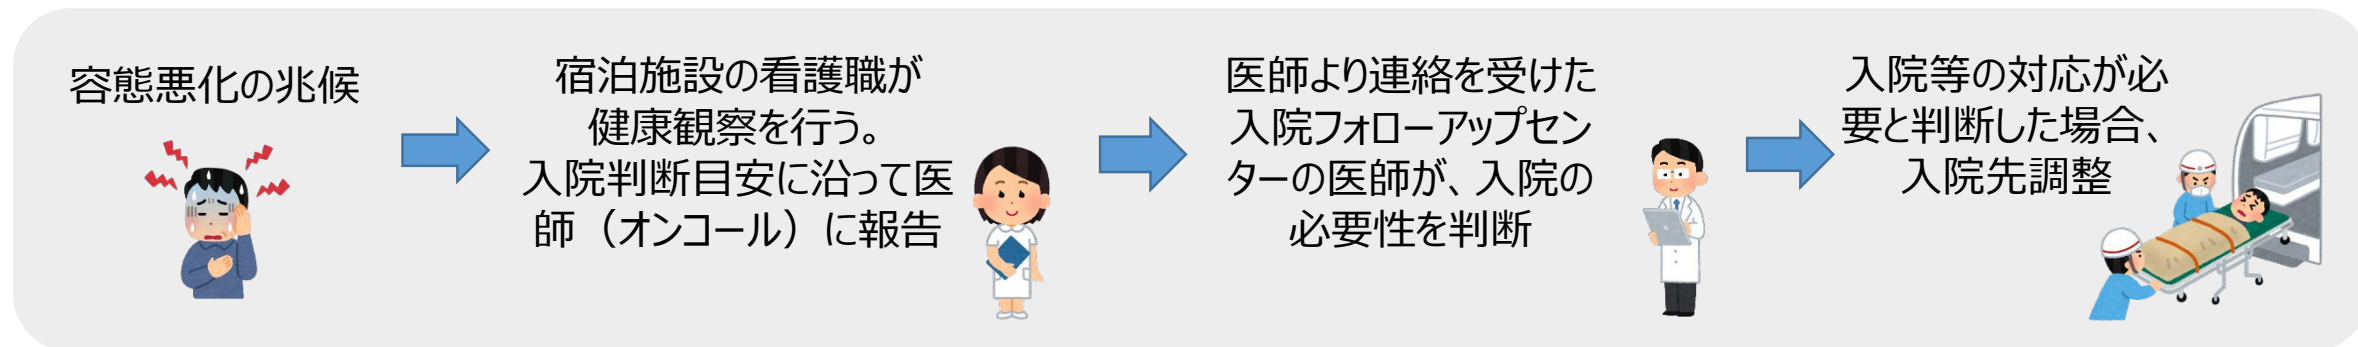 容態悪化の兆候
宿泊施設の看護職が
健康観察を行う。
入院判断目安に沿って医
師（オンコール）に報告
医師より連絡を受けた
入院フォローアップセン
ターの医師が、入院の
必要性を判断
入院等の対応が必
要と判断した場合、
入院先調整